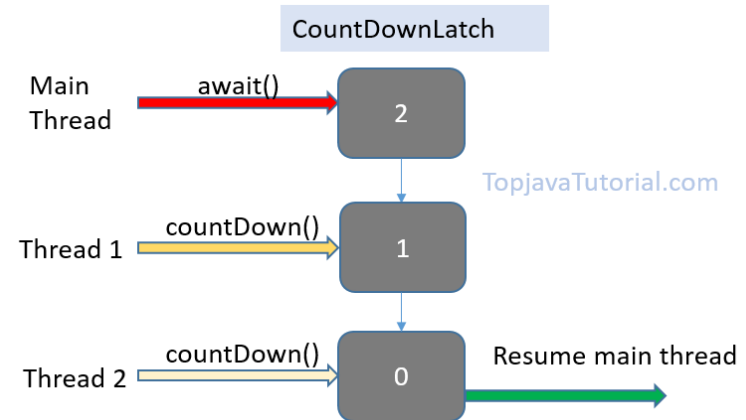 CountDownLatch
Main
Thread
await()
2
TopjavaTutorial.com
countDown()
Thread 1
1
countDown()
Thread 2
0
Resume main thread